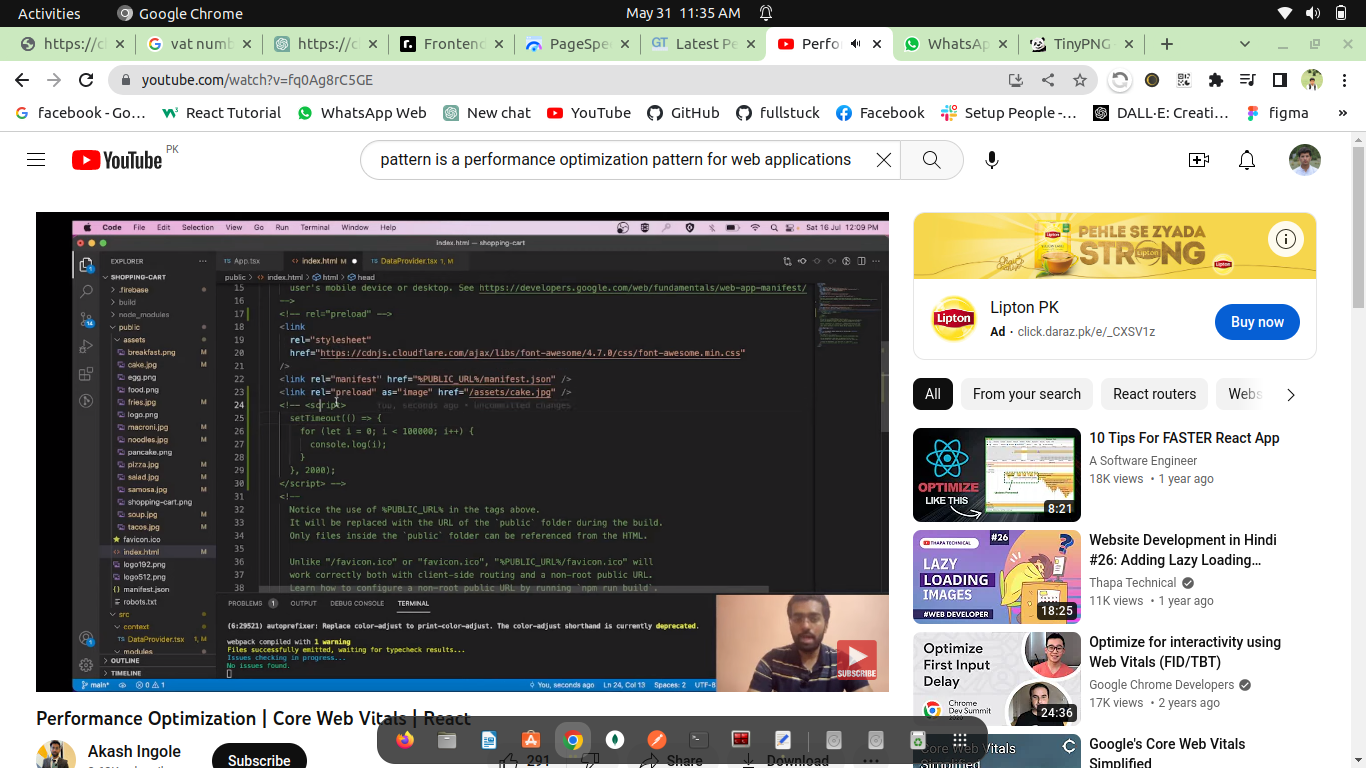 Activities
Google Chrome
May 31 11:35 AM
https://cl
vat numb
https://cl
Frontend
PageSpe
GT Latest Pe
Perfo
WhatsAp
TinyPNG
youtube.com/watch?v=fq0Ag8rC5GE
facebook - Go...
React Tutorial
WhatsApp Web
New chat
YouTube
GitHub
fullstuck
Facebook
Setup People -...
DALL·E: Creati...
figma
»
YouTube PK
pattern is a performance optimization pattern for web applications
Code File Edit Selection View Go Run Terminal Window Help
Sat 16 Jul 12:09 PM
index.html — shopping-cart
EXPLORER
SHOPPING-CART
.firebase
build
node_modules
public
assets
breakfast.png M
cake.jpg M
egg.png
food.png
fries.jpg M
logo.png
macroni.jpg M
noodles.jpg M
pancake.png
pizza.jpg M
salad.jpg M
samosa.jpg M
shopping-cart.png
soup.jpg M
tacos.jpg M
favicon.ico
index.html M
logo192.png
logo512.png
manifest.json
robots.txt
src
context
DataProvider.tsx 1, M
modules
OUTLINE
TIMELINE
App.tsx
index.html M
DataProvider.tsx 1, M
public > index.html > html > head
15 user's mobile device or desktop. See https://developers.google.com/web/fundamentals/web-app-manifest/
16 -->
17 <!-- rel="preload" -->
18 <link
19 rel="stylesheet"
20 href="https://cdnjs.cloudflare.com/ajax/libs/font-awesome/4.7.0/css/font-awesome.min.css"
21 />
22 <link rel="manifest" href="%PUBLIC_URL%/manifest.json" />
23 <link rel="preload" as="image" href="/assets/cake.jpg" />
24 <!-- <script> You, seconds ago • Uncommitted changes
25 setTimeout(() => {
26 for (let i = 0; i < 100000; i++) {
27 console.log(i);
28 }
29 }, 2000);
30 </script> -->
31 <!--
32 Notice the use of %PUBLIC_URL% in the tags above.
33 It will be replaced with the URL of the `public` folder during the build.
34 Only files inside the `public` folder can be referenced from the HTML.
35
36 Unlike "/favicon.ico" or "favicon.ico", "%PUBLIC_URL%/favicon.ico" will
37 work correctly both with client-side routing and a non-root public URL.
38 Learn how to configure a non-root public URL by running `npm run build`.
PROBLEMS 1 OUTPUT DEBUG CONSOLE TERMINAL
(6:29521) autoprefixer: Replace color-adjust to print-color-adjust. The color-adjust shorthand is currently deprecated.
webpack compiled with 1 warning
Files successfully emitted, waiting for typecheck results...
Issues checking in progress...
No issues found.
main* 0 1 You, seconds ago Ln 24, Col 13 Spaces: 2 UTF-8
SUBSCRIBE
Performance Optimization | Core Web Vitals | React
Akash Ingole
Subscribe
291
Share
Download
PEHLE SE ZYADA
STRONG
Lipton
Lipton PK
Ad · click.daraz.pk/e/_CXSV1z
Buy now
All
From your search
React routers
Webs
OPTIMIZE
LIKE THIS
8:21
10 Tips For FASTER React App
A Software Engineer
18K views • 1 year ago
THAPA TECHNICAL
#26
LAZY
LOADING
IMAGES
#WEB DEVELOPER
18:25
Website Development in Hindi
#26: Adding Lazy Loading...
Thapa Technical
11K views • 1 year ago
Optimize
First Input
Delay
Chrome
Dev Summit
24:36
Optimize for interactivity using
Web Vitals (FID/TBT)
Google Chrome Developers
17K views • 2 years ago
Core Web Vitals
Simplified
Google's Core Web Vitals
Simplified